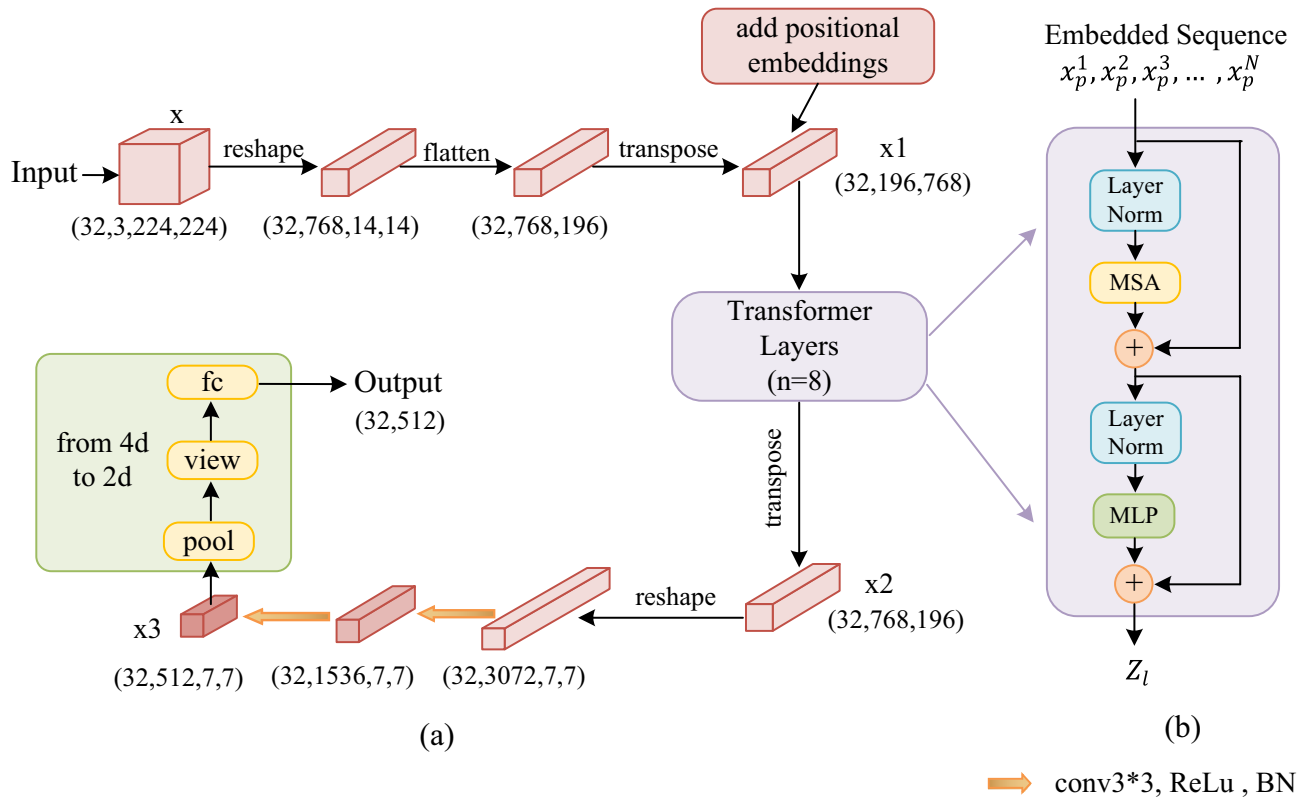 add positional
embeddings
x
Input
reshape
flatten
transpose
x1
(32,196,768)
(32,3,224,224)
(32,768,14,14)
(32,768,196)
Transformer
Layers
(n=8)
transpose
x2
(32,768,196)
reshape
(32,3072,7,7)
(32,1536,7,7)
x3
(32,512,7,7)
pool
view
fc
from 4d
to 2d
Output
(32,512)
(a)
Embedded Sequence
$x_p^1, x_p^2, x_p^3, \dots, x_p^N$
Layer
Norm
MSA
+
Layer
Norm
MLP
+
$Z_l$
(b)
conv3*3, ReLu , BN